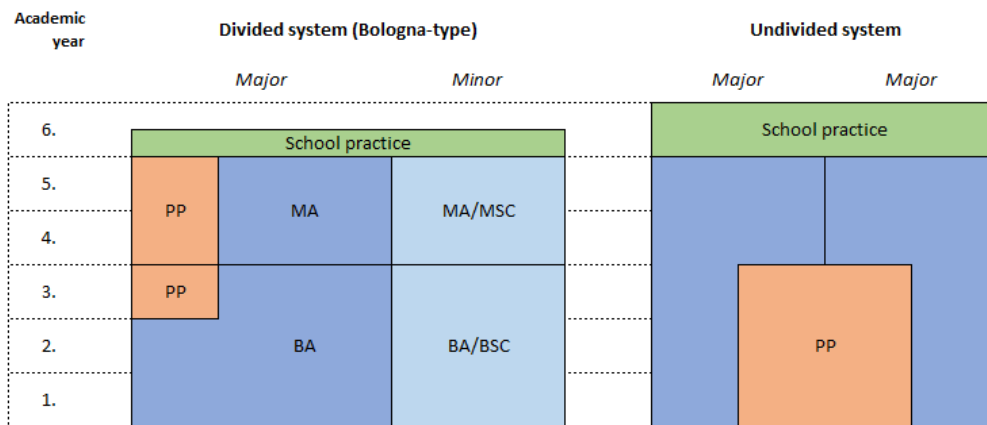 Academic
year
Divided system (Bologna-type)
Undivided system
Major
Minor
Major
Major
6.
School practice
School practice
5.
PP
MA
MA/MSC
4.
3.
PP
2.
BA
BA/BSC
PP
1.